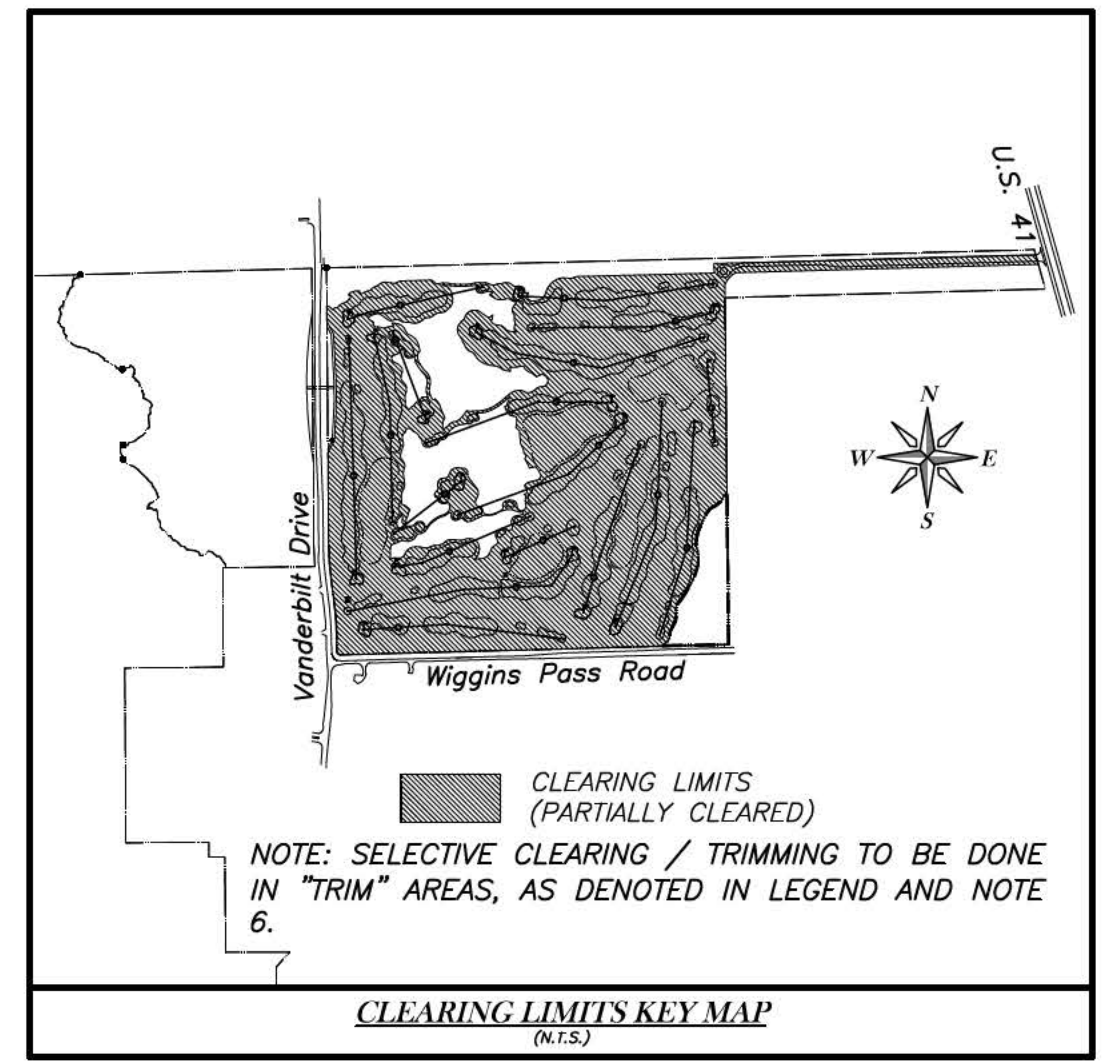 U.S. 41
N
W
E
S
Vanderbilt Drive
Wiggins Pass Road
CLEARING LIMITS
(PARTIALLY CLEARED)
NOTE: SELECTIVE CLEARING / TRIMMING TO BE DONE
IN "TRIM" AREAS, AS DENOTED IN LEGEND AND NOTE
6.
CLEARING LIMITS KEY MAP
(N.T.S.)